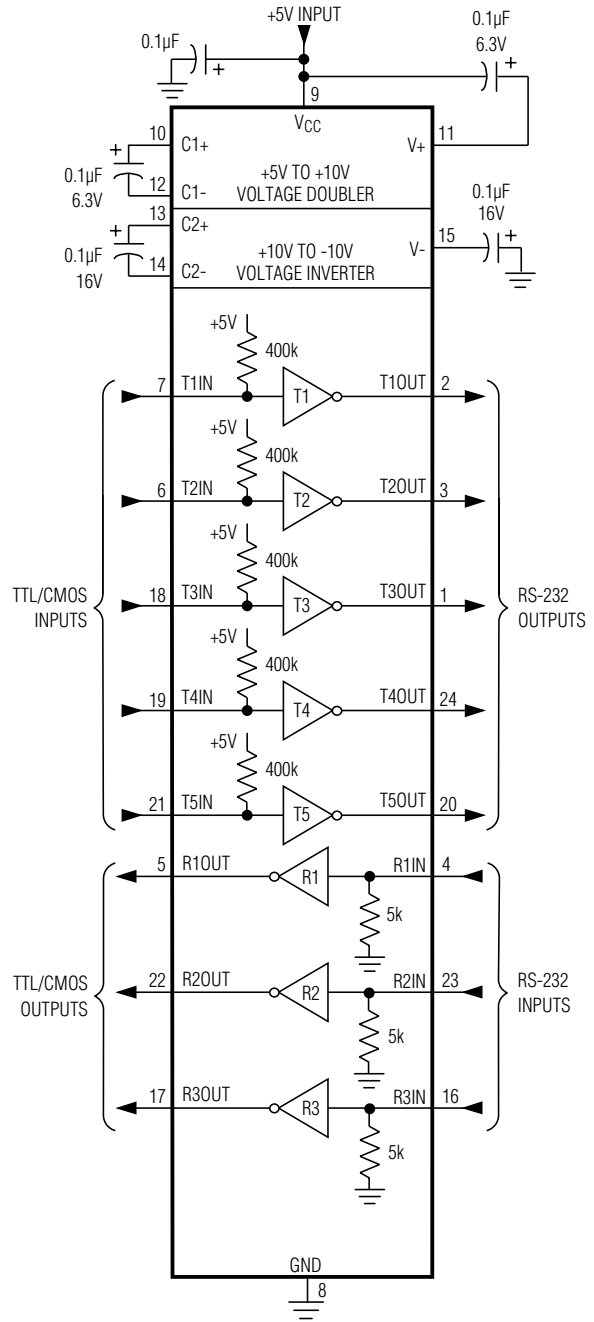 +5V INPUT
0.1µF
+
0.1µF
6.3V
+
9
VCC
10
C1+
V+
11
+
0.1µF
6.3V
12
C1-
+5V TO +10V
VOLTAGE DOUBLER
13
C2+
+
0.1µF
16V
14
C2-
+10V TO -10V
VOLTAGE INVERTER
V-
15
0.1µF
16V
+
+5V
400k
7
T1IN
T1
T1OUT
2
+5V
400k
6
T2IN
T2
T2OUT
3
+5V
400k
TTL/CMOS
INPUTS
18
T3IN
T3
T3OUT
1
RS-232
OUTPUTS
+5V
400k
19
T4IN
T4
T4OUT
24
+5V
400k
21
T5IN
T5
T5OUT
20
5
R1OUT
R1
R1IN
4
5k
TTL/CMOS
OUTPUTS
22
R2OUT
R2
R2IN
23
RS-232
INPUTS
5k
17
R3OUT
R3
R3IN
16
5k
GND
8